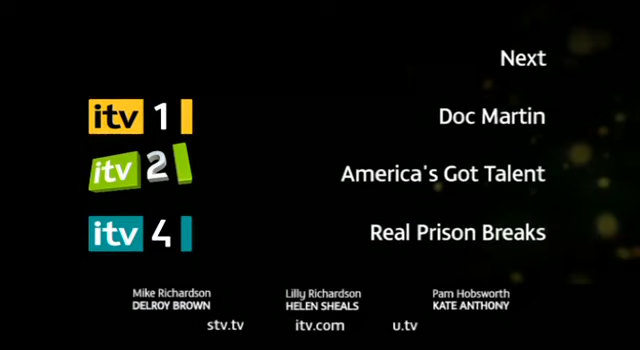 Next
itv 1 Doc Martin
itv 2 America's Got Talent
itv 4 Real Prison Breaks
Mike Richardson Lilly Richardson Pam Hobsworth
DELROY BROWN HELEN SHEALS KATE ANTHONY
stv.tv itv.com u.tv